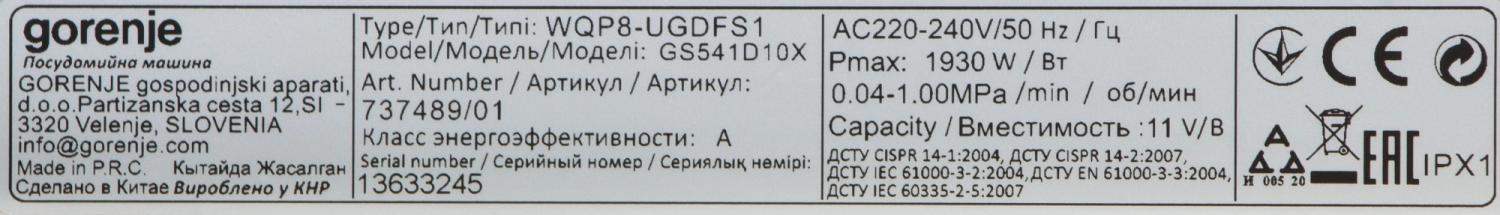 gorenje
Посудомийна машина
GORENJE gospodinjski aparati,
d.o.o.Partizanska cesta 12,SI -
3320 Velenje, SLOVENIA
info@gorenje.com
Made in P.R.C. Кытайда Жасалган
Сделано в Китае Вироблено у КНР
Type/Тип/Типі: WQP8-UGDFS1
Model/Модель/Моделі: GS541D10X
Art. Number / Артикул / Артикул:
737489/01
Класс энергоэффективности: А
Serial number / Серийный номер / Сериялық нөмірі:
13633245
AC220-240V/50 Hz / Гц
Pmax: 1930 W / Вт
0.04-1.00MPa /min / об/мин
Capacity / Вместимость :11 V/В
ДСТУ CISPR 14-1:2004, ДСТУ CISPR 14-2:2007,
ДСТУ IEC 61000-3-2:2004,ДСТУ EN 61000-3-3:2004,
ДСТУ IEC 60335-2-5:2007
CE
И 005 20
EAC IPX1